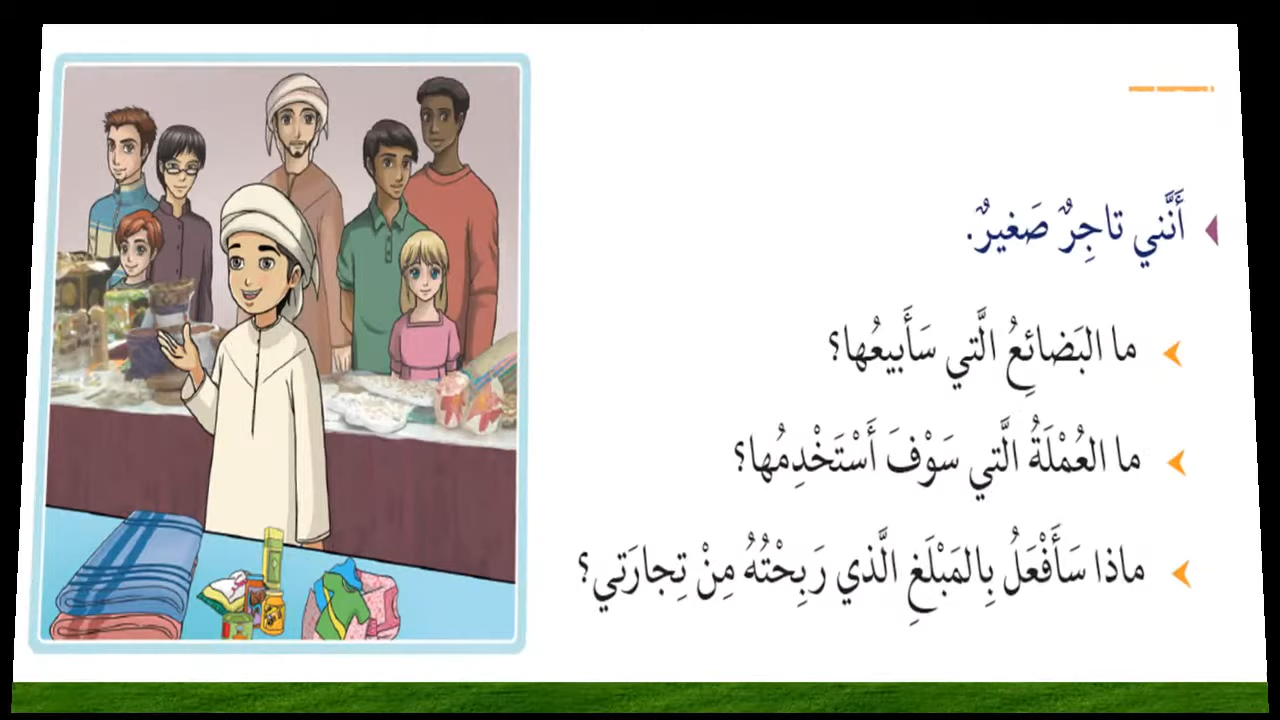 أَنَّني تاجِرٌ صَغيرٌ.
ما البَضائِعُ الَّتي سَأَبيعُها؟
ما العُمْلَةُ الَّتي سَوْفَ أَسْتَخْدِمُها؟
ماذا سَأَفْعَلُ بِالمَبْلَغِ الَّذي رَبِحْتُهُ مِنْ تِجارَتي؟